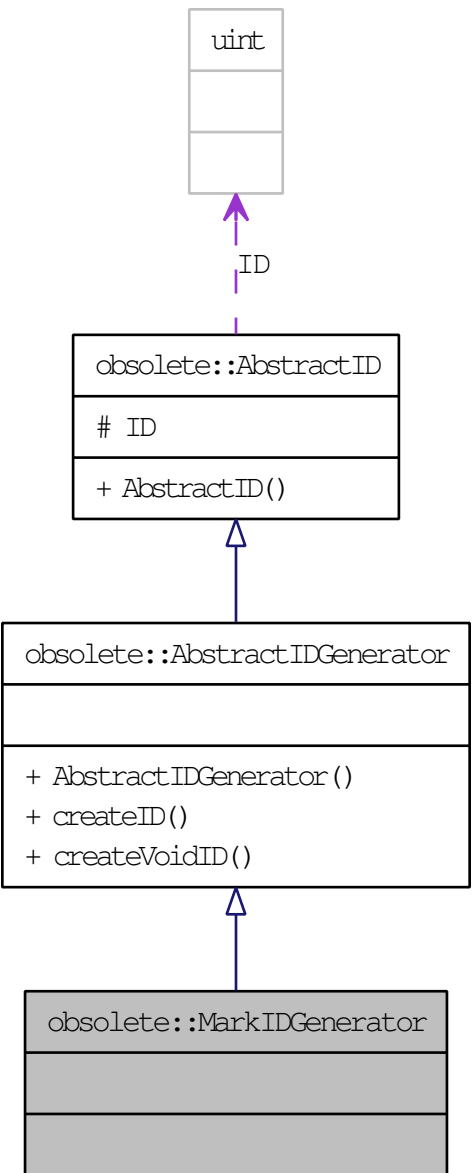 uint
ID
obsolete::AbstractID
# ID
+ AbstractID()
obsolete::AbstractIDGenerator
+ AbstractIDGenerator()
+ createID()
+ createVoidID()
obsolete::MarkIDGenerator